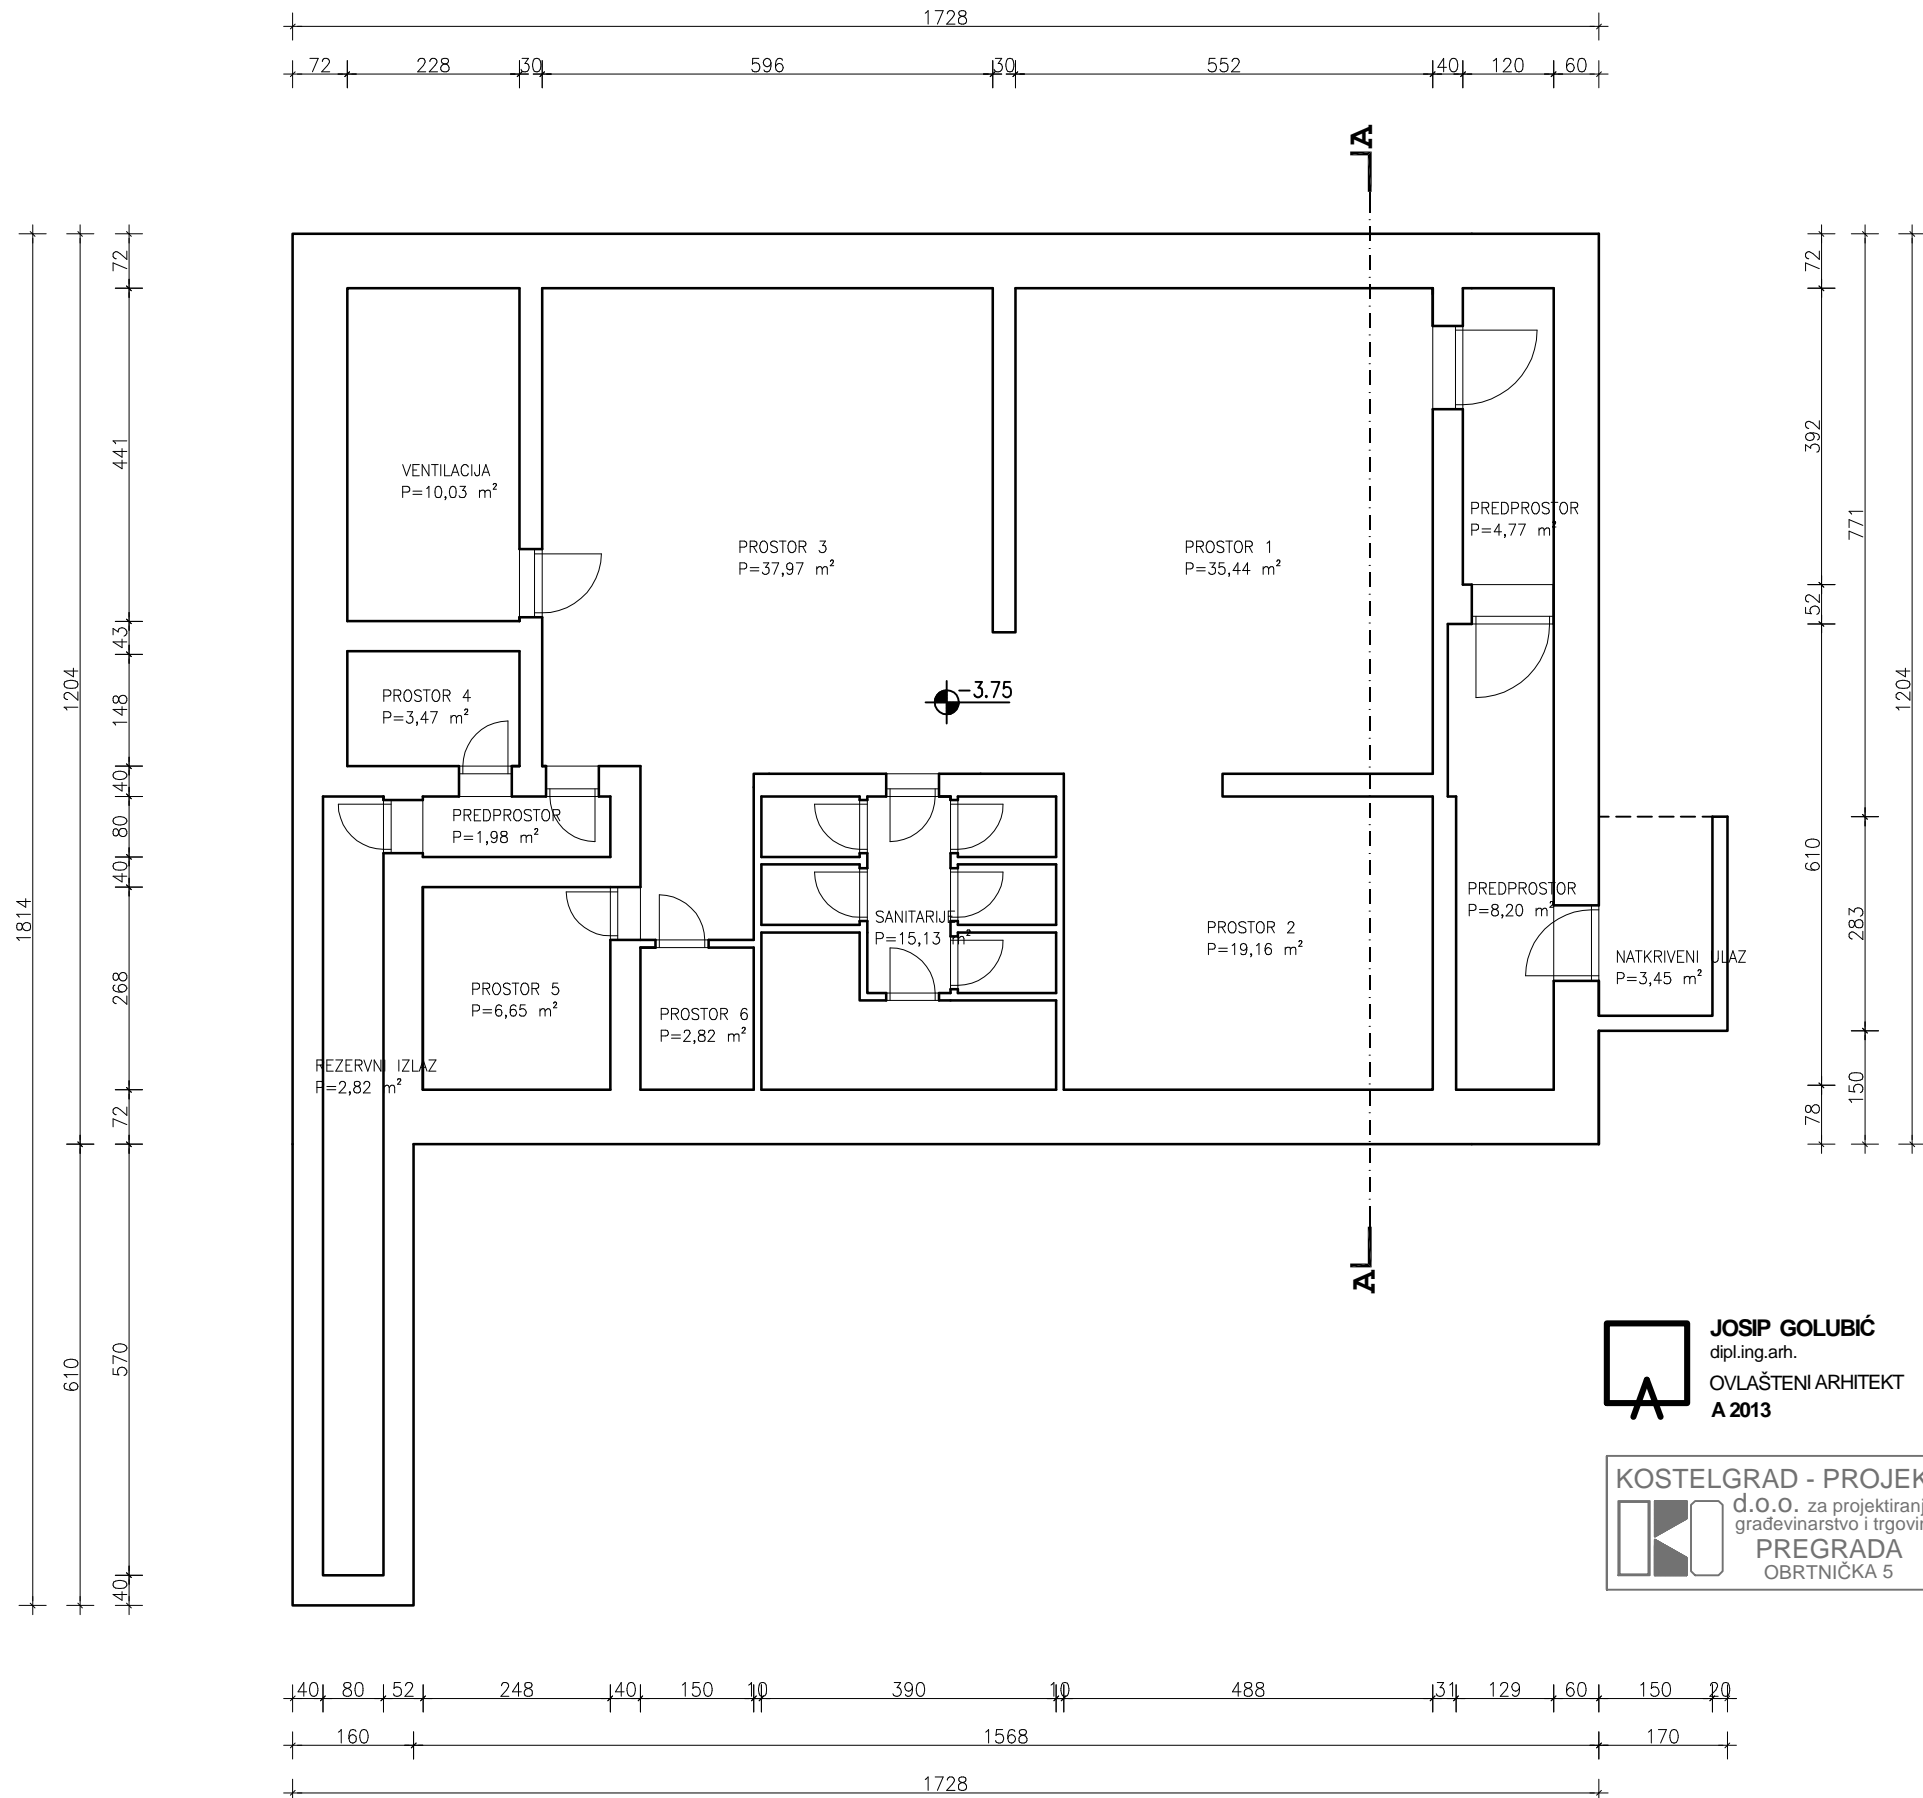 1728
72 228 30 596 30 552 40 120 60
A
72
441
43
148
40
80
40
268
72
570
40
1204
610
1814
72
392
52
610
78
771
283
150
1204
VENTILACIJA
P=10,03 m²
PROSTOR 3
P=37,97 m²
PROSTOR 1
P=35,44 m²
PREDPROSTOR
P=4,77 m²
PROSTOR 4
P=3,47 m²
-3.75
PREDPROSTOR
P=1,98 m²
SANITARIJE
P=15,13 m²
PROSTOR 2
P=19,16 m²
PREDPROSTOR
P=8,20 m²
NATKRIVENI ULAZ
P=3,45 m²
PROSTOR 5
P=6,65 m²
PROSTOR 6
P=2,82 m²
REZERVNI IZLAZ
P=2,82 m²
A
JOSIP GOLUBIĆ
dipl.ing.arh.
OVLAŠTENI ARHITEKT
A 2013
KOSTELGRAD - PROJEK
d.o.o. za projektiranj
građevinarstvo i trgovin
PREGRADA
OBRTNIČKA 5
40 80 52 248 40 150 10 390 10 488 31 129 60 150 20
160 1568 170
1728